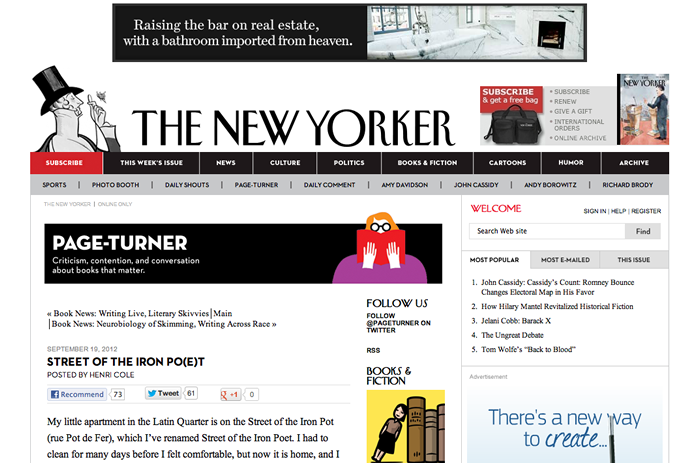 Raising the bar on real estate,
with a bathroom imported from heaven.
THE NEW YORKER
SUBSCRIBE
& get a free bag
SUBSCRIBE
RENEW
GIVE A GIFT
INTERNATIONAL
ORDERS
ONLINE ARCHIVE
NEW YORKER
SUBSCRIBE
THIS WEEK'S ISSUE
NEWS
CULTURE
POLITICS
BOOKS & FICTION
CARTOONS
HUMOR
ARCHIVE
SPORTS | PHOTO BOOTH | DAILY SHOUTS | PAGE-TURNER | DAILY COMMENT | AMY DAVIDSON | JOHN CASSIDY | ANDY BOROWITZ | RICHARD BRODY
THE NEW YORKER | ONLINE ONLY
PAGE-TURNER
Criticism, contention, and conversation
about books that matter.
« Book News: Writing Live, Literary Skivvies | Main
| Book News: Neurobiology of Skimming, Writing Across Race »
SEPTEMBER 19, 2012
STREET OF THE IRON PO(E)T
POSTED BY HENRI COLE
Recommend 73
Tweet 61
+1 0
My little apartment in the Latin Quarter is on the Street of the Iron Pot
(rue Pot de Fer), which I've renamed Street of the Iron Poet. I had to
clean for many days before I felt comfortable, but now it is home, and I
FOLLOW US
FOLLOW
@PAGETURNER ON
TWITTER
RSS
BOOKS &
FICTION
WELCOME
SIGN IN | HELP | REGISTER
Search Web site
Find
MOST POPULAR
MOST E-MAILED
THIS ISSUE
1. John Cassidy: Cassidy's Count: Romney Bounce
Changes Electoral Map in His Favor
2. How Hilary Mantel Revitalized Historical Fiction
3. Jelani Cobb: Barack X
4. The Ungreat Debate
5. Tom Wolfe's "Back to Blood"
Advertisement
There's a new way
to create...